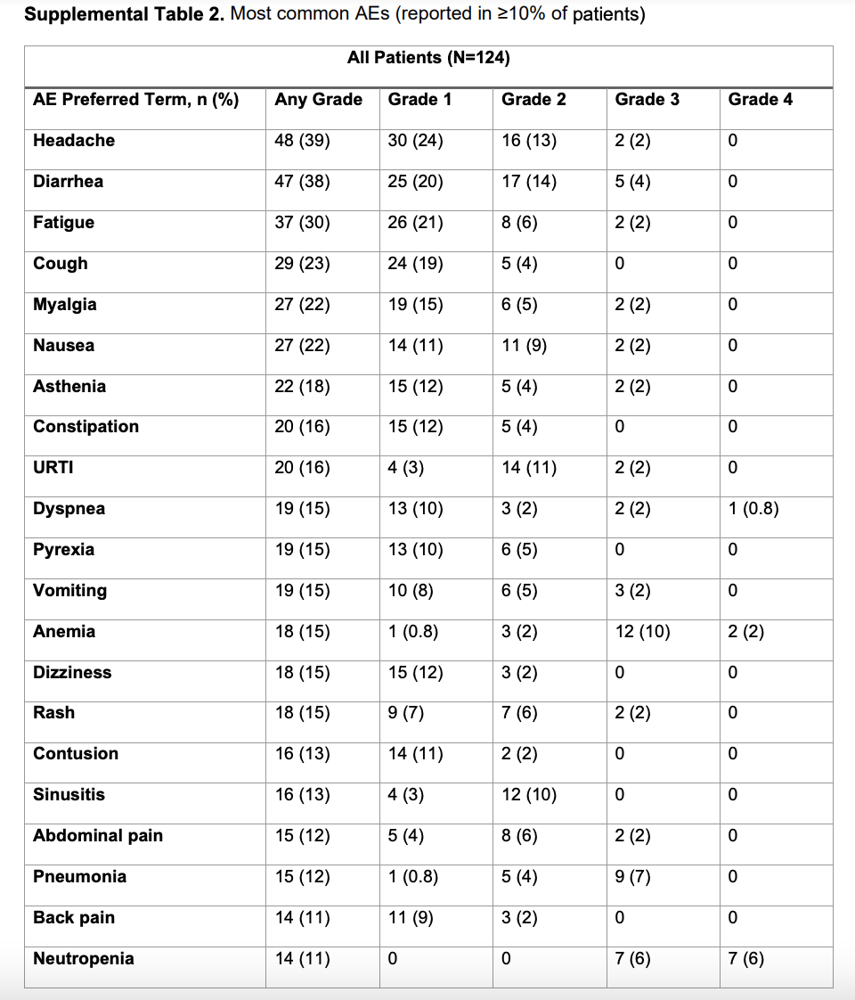 Supplemental Table 2. Most common AEs (reported in ≥10% of patients)
All Patients (N=124)
AE Preferred Term, n (%) Any Grade Grade 1 Grade 2 Grade 3 Grade 4
Headache 48 (39) 30 (24) 16 (13) 2 (2) 0
Diarrhea 47 (38) 25 (20) 17 (14) 5 (4) 0
Fatigue 37 (30) 26 (21) 8 (6) 2 (2) 0
Cough 29 (23) 24 (19) 5 (4) 0 0
Myalgia 27 (22) 19 (15) 6 (5) 2 (2) 0
Nausea 27 (22) 14 (11) 11 (9) 2 (2) 0
Asthenia 22 (18) 15 (12) 5 (4) 2 (2) 0
Constipation 20 (16) 15 (12) 5 (4) 0 0
URTI 20 (16) 4 (3) 14 (11) 2 (2) 0
Dyspnea 19 (15) 13 (10) 3 (2) 2 (2) 1 (0.8)
Pyrexia 19 (15) 13 (10) 6 (5) 0 0
Vomiting 19 (15) 10 (8) 6 (5) 3 (2) 0
Anemia 18 (15) 1 (0.8) 3 (2) 12 (10) 2 (2)
Dizziness 18 (15) 15 (12) 3 (2) 0 0
Rash 18 (15) 9 (7) 7 (6) 2 (2) 0
Contusion 16 (13) 14 (11) 2 (2) 0 0
Sinusitis 16 (13) 4 (3) 12 (10) 0 0
Abdominal pain 15 (12) 5 (4) 8 (6) 2 (2) 0
Pneumonia 15 (12) 1 (0.8) 5 (4) 9 (7) 0
Back pain 14 (11) 11 (9) 3 (2) 0 0
Neutropenia 14 (11) 0 0 7 (6) 7 (6)